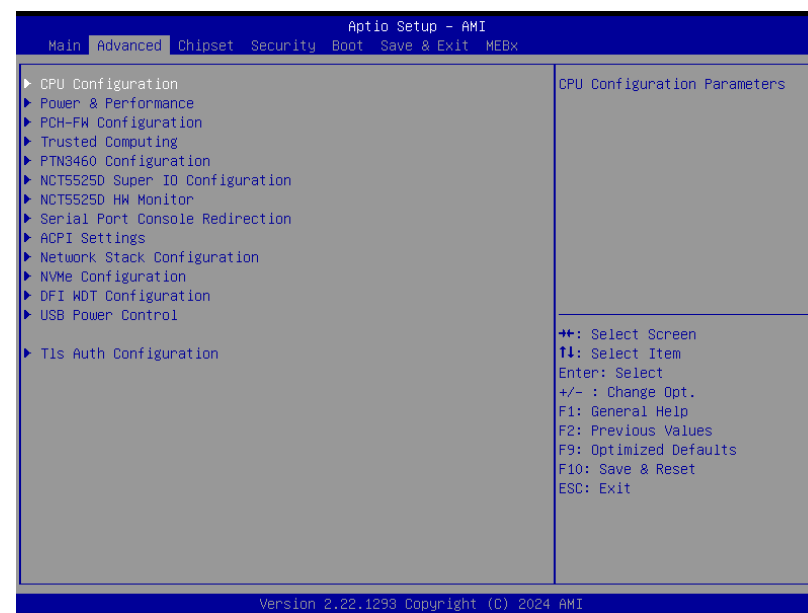 Aptio Setup – AMI
Main Advanced Chipset Security Boot Save & Exit MEBx
▶ CPU Configuration
▶ Power & Performance
▶ PCH-FW Configuration
▶ Trusted Computing
▶ PTN3460 Configuration
▶ NCT5525D Super IO Configuration
▶ NCT5525D HW Monitor
▶ Serial Port Console Redirection
▶ ACPI Settings
▶ Network Stack Configuration
▶ NVMe Configuration
▶ DFI WDT Configuration
▶ USB Power Control
▶ Tls Auth Configuration
CPU Configuration Parameters
→←: Select Screen
↑↓: Select Item
Enter: Select
+/- : Change Opt.
F1: General Help
F2: Previous Values
F9: Optimized Defaults
F10: Save & Reset
ESC: Exit
Version 2.22.1293 Copyright (C) 2024 AMI